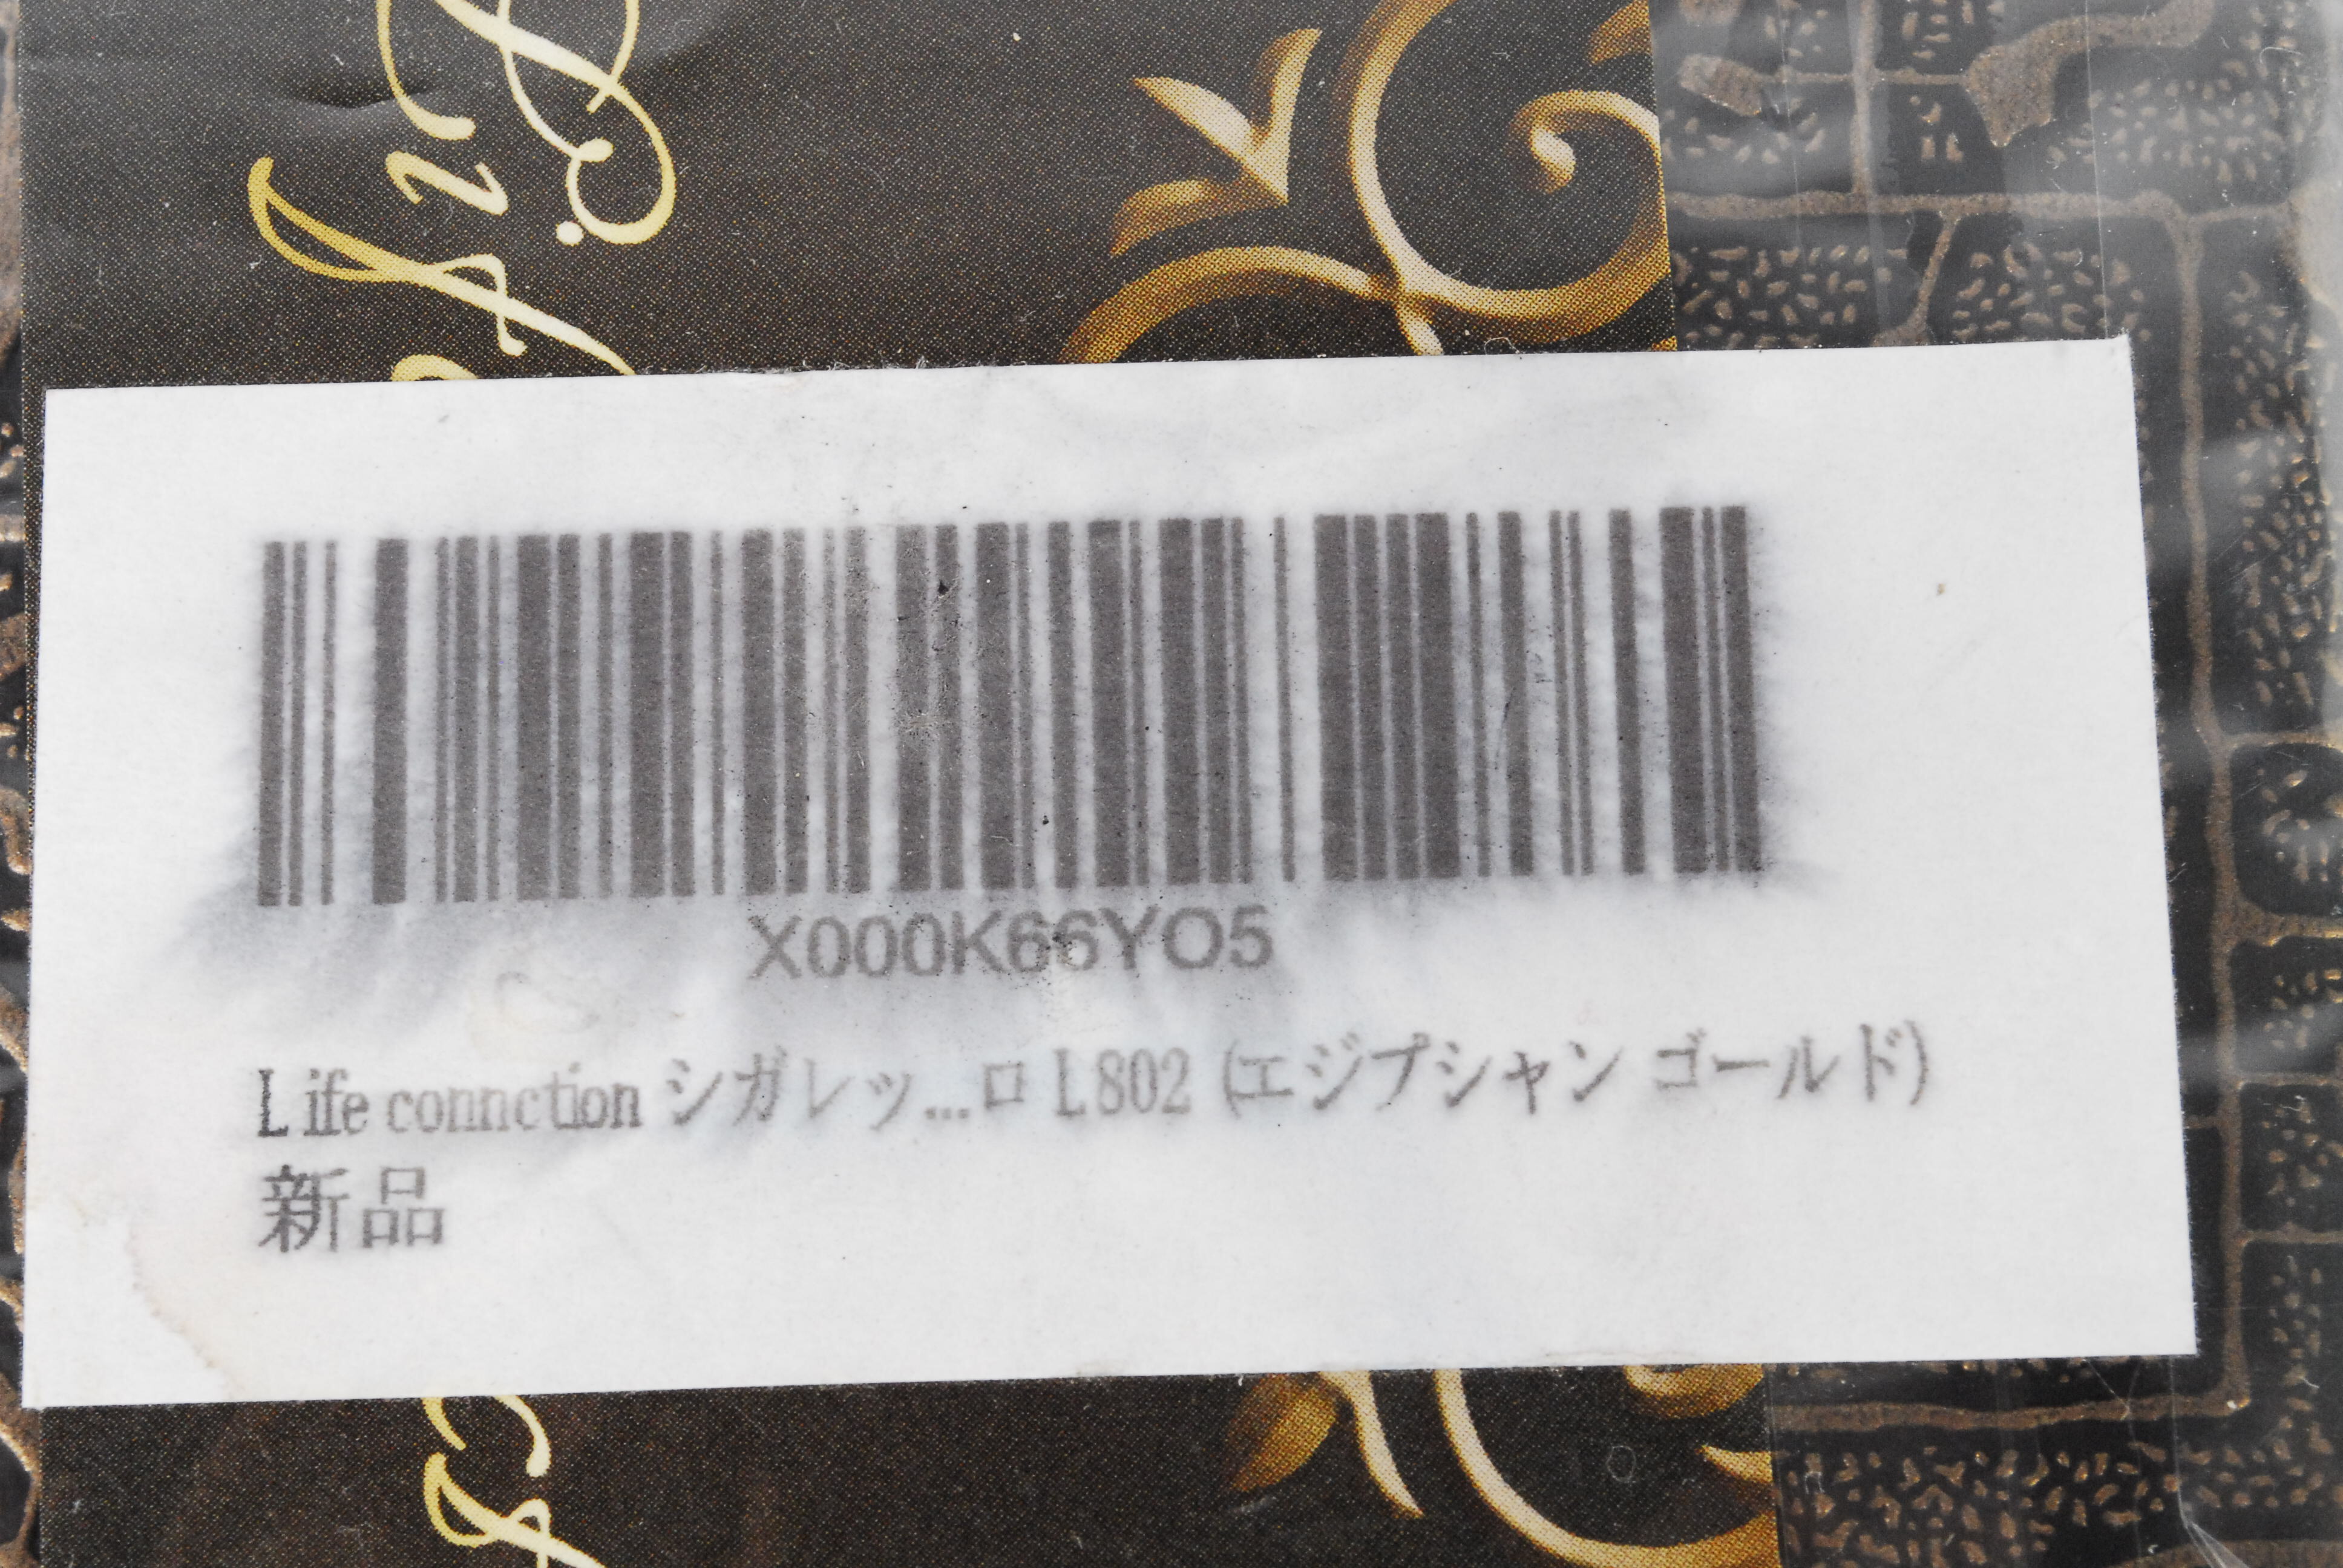 X000K66YO5
Life connction シガレッ...ロ L802 (エジプシャン ゴールド)
新品